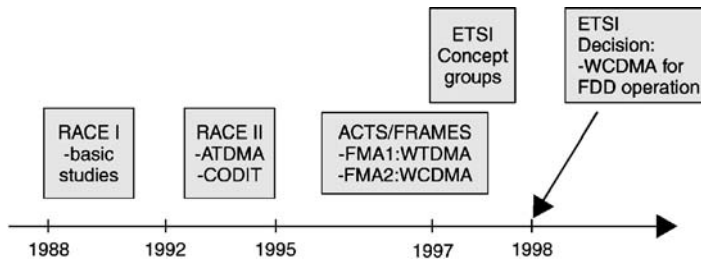 ETSI
Concept
groups
ETSI
Decision:
-WCDMA for
FDD operation
RACE I
-basic
studies
RACE II
-ATDMA
-CODIT
ACTS/FRAMES
-FMA1:WTDMA
-FMA2:WCDMA
1988
1992
1995
1997
1998